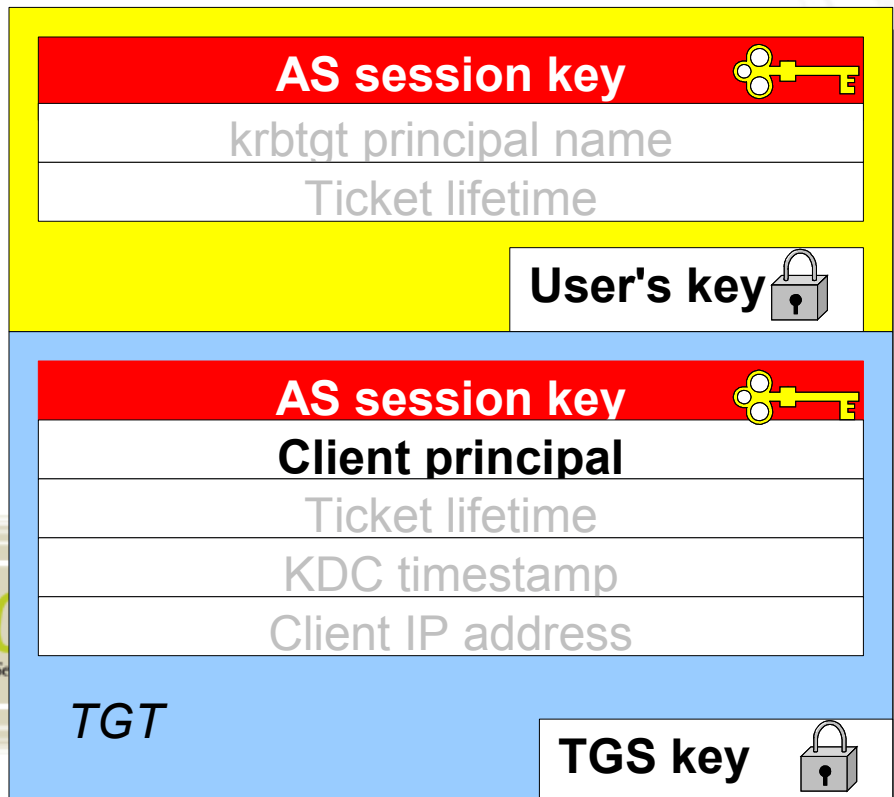 AS session key
krbtgt principal name
Ticket lifetime
User's key
AS session key
Client principal
Ticket lifetime
KDC timestamp
Client IP address
TGT
TGS key